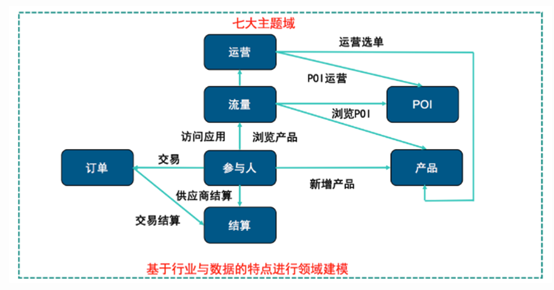 七大主题域
运营
运营选单
POI运营
流量
POI
浏览POI
访问应用
浏览产品
订单
交易
参与人
产品
新增产品
供应商结算
交易结算
结算
基于行业与数据的特点进行领域建模